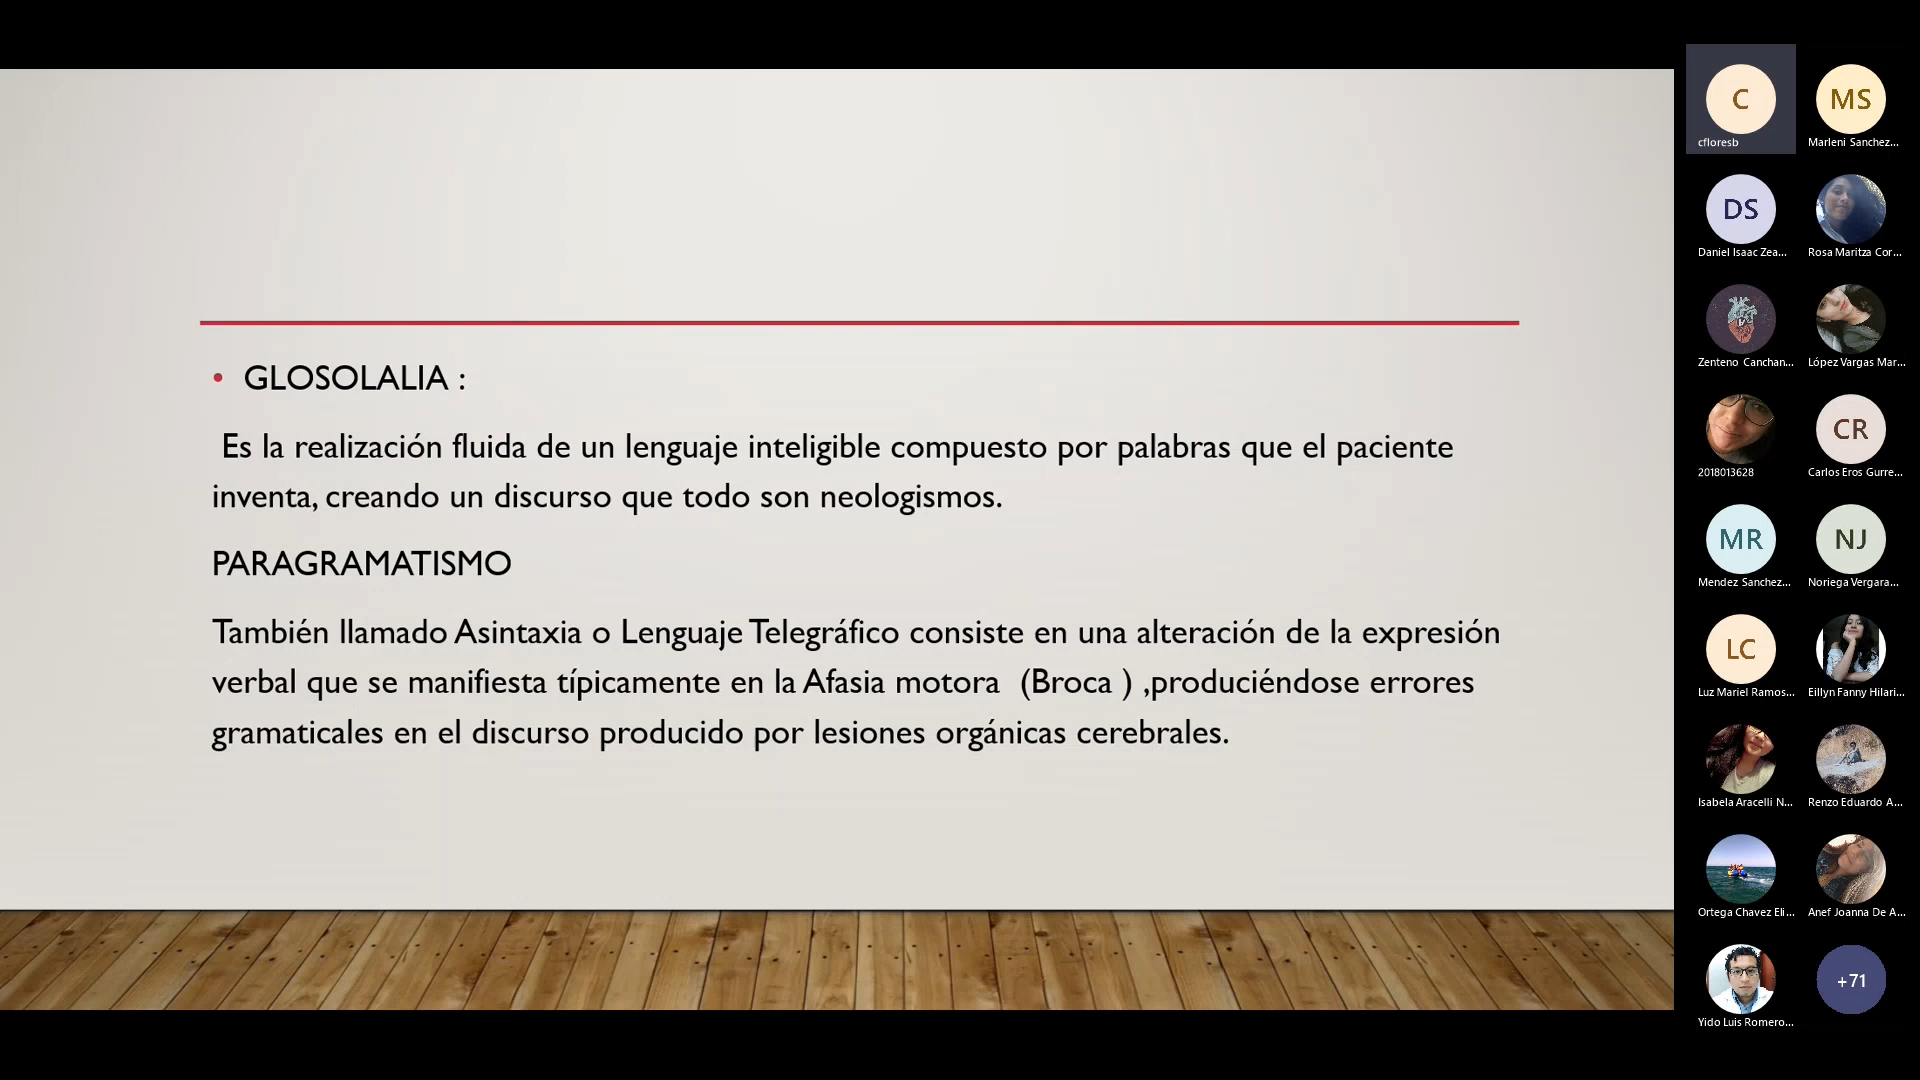 • GLOSOLALIA :
Es la realización fluida de un lenguaje inteligible compuesto por palabras que el paciente
inventa, creando un discurso que todo son neologismos.
PARAGRAMATISMO
También llamado Asintaxia o Lenguaje Telegráfico consiste en una alteración de la expresión
verbal que se manifiesta típicamente en la Afasia motora (Broca ) ,produciéndose errores
gramaticales en el discurso producido por lesiones orgánicas cerebrales.
C
cfloresb
MS
Marleni Sanchez...
DS
Daniel Isaac Zea...
Rosa Maritza Cor...
Zenteno Canchan...
López Vargas Mar...
2018013628
CR
Carlos Eros Gurre...
MR
Mendez Sanchez...
NJ
Noriega Vergara...
LC
Luz Mariel Ramos...
Eillyn Fanny Hilari...
Isabela Aracelli N...
Renzo Eduardo A...
Ortega Chavez Eli...
Anef Joanna De A...
Yido Luis Romero...
+71